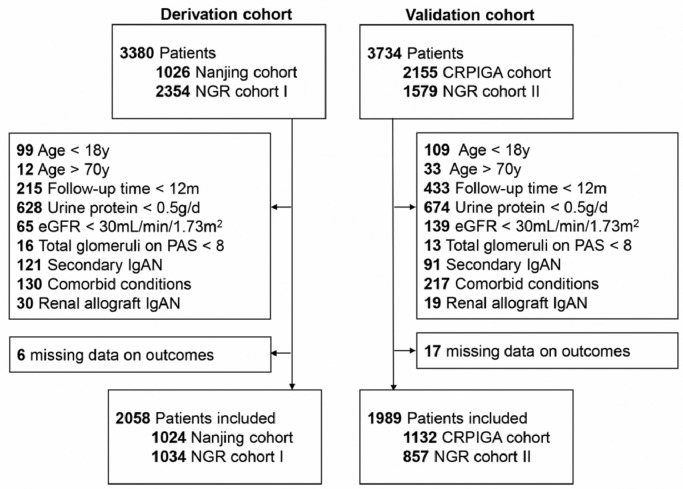 Derivation cohort
3380 Patients
1026 Nanjing cohort
2354 NGR cohort I
99 Age < 18y
12 Age > 70y
215 Follow-up time < 12m
628 Urine protein < 0.5g/d
65 eGFR < 30mL/min/1.73m²
16 Total glomeruli on PAS < 8
121 Secondary IgAN
130 Comorbid conditions
30 Renal allograft IgAN
6 missing data on outcomes
2058 Patients included
1024 Nanjing cohort
1034 NGR cohort I
Validation cohort
3734 Patients
2155 CRPIGA cohort
1579 NGR cohort II
109 Age < 18y
33 Age > 70y
433 Follow-up time < 12m
674 Urine protein < 0.5g/d
139 eGFR < 30mL/min/1.73m²
13 Total glomeruli on PAS < 8
91 Secondary IgAN
217 Comorbid conditions
19 Renal allograft IgAN
17 missing data on outcomes
1989 Patients included
1132 CRPIGA cohort
857 NGR cohort II